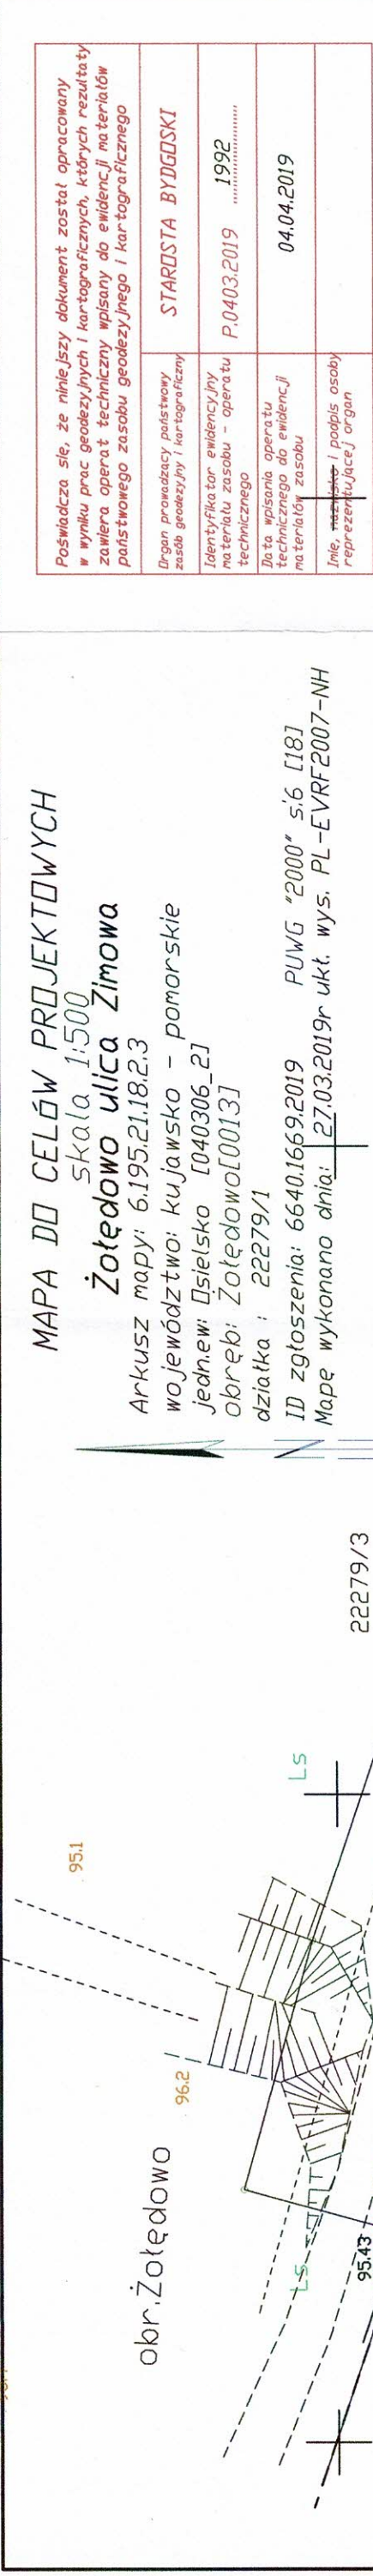 MAPA DO CELÓW PROJEKTOWYCH
skala 1:500
Żołędowo ulica Zimowa
Arkusz mapy: 6.195.21.18.2.3
województwo: kujawsko - pomorskie
jedn.ew: Osielsko [040306_2]
obręb: Żołędowo[0013]
działka 22279/1
ID zgłoszenia: 6640.1669.2019 PUWG "2000" s.6 [18]
Mapę wykonano dnia: 27.03.2019r ukł. wys. PL-EVRF2007-NH
Poświadcza się, że niniejszy dokument został opracowany
w wyniku prac geodezyjnych i kartograficznych, których rezultaty
zawiera operat techniczny wpisany do ewidencji materiałów
państwowego zasobu geodezyjnego i kartograficznego
Organ prowadzący państwowy
zasób geodezyjny i kartograficzny
STAROSTA BYDGOSKI
Identyfikator ewidencyjny
materiału zasobu - operatu
technicznego
P.0403.2019 1992
Data wpisania operatu
technicznego do ewidencji
materiałów zasobu
04.04.2019
Imię, nazwisko i podpis osoby
reprezentującej organ
obr.Żołędowo
95.1
96.2
Ls
Ls
95.43
22279/3
N